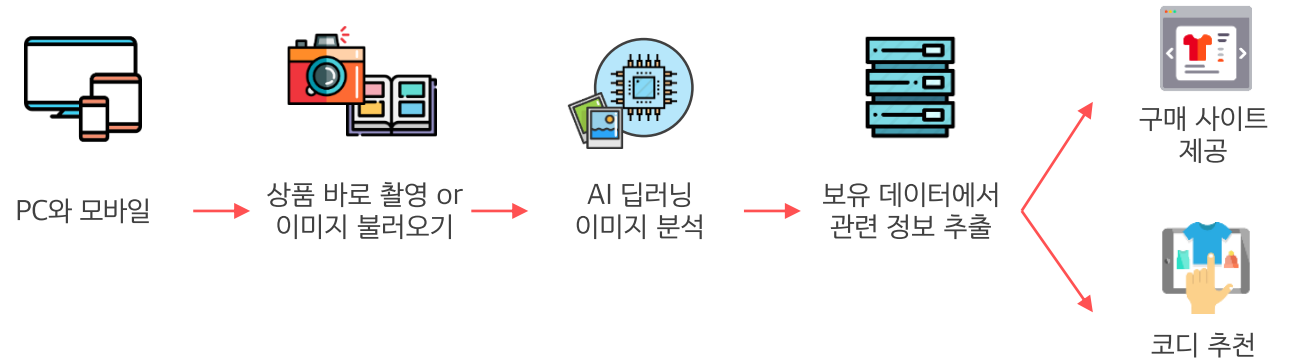 PC와 모바일
상품 바로 촬영 or
이미지 불러오기
AI 딥러닝
이미지 분석
보유 데이터에서
관련 정보 추출
구매 사이트
제공
코디 추천